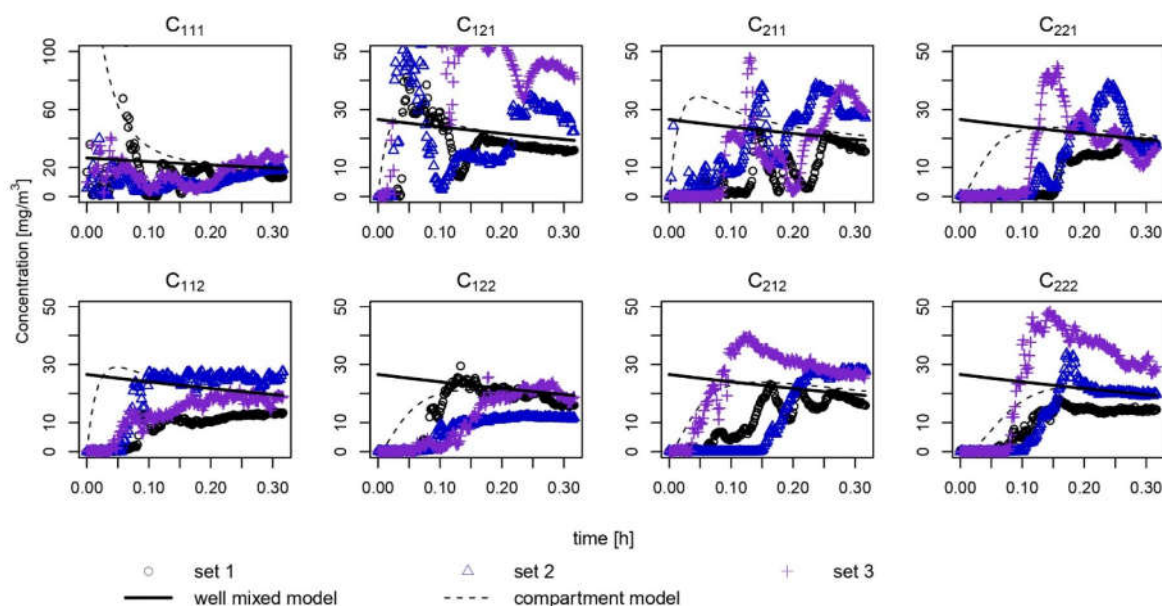 C₁₁₁ C₁₂₁ C₂₁₁ C₂₂₁
100 50 50 50
60 30 30 30
20 10 10 10
0 0 0 0
0.00 0.10 0.20 0.30 0.00 0.10 0.20 0.30 0.00 0.10 0.20 0.30 0.00 0.10 0.20 0.30
Concentration [mg/m³]
C₁₁₂ C₁₂₂ C₂₁₂ C₂₂₂
50 50 50 50
30 30 30 30
10 10 10 10
0 0 0 0
0.00 0.10 0.20 0.30 0.00 0.10 0.20 0.30 0.00 0.10 0.20 0.30 0.00 0.10 0.20 0.30
time [h]
set 1 set 2 set 3
well mixed model compartment model